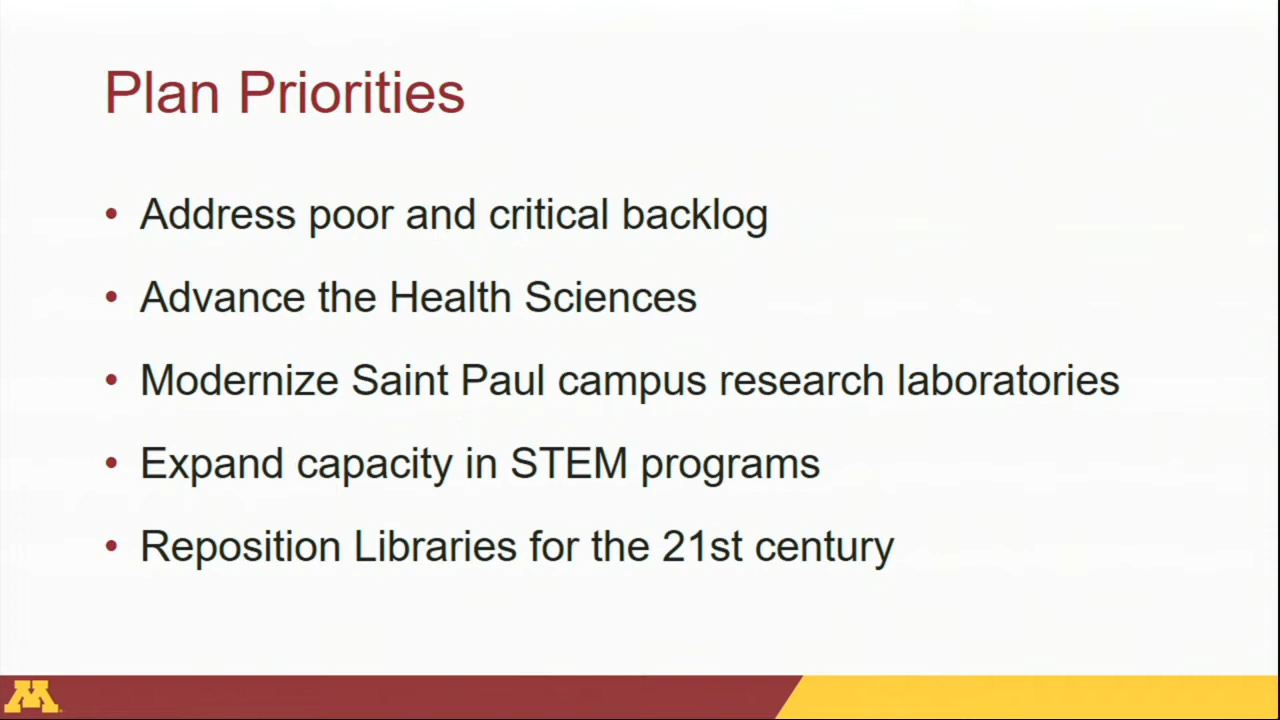 Plan Priorities
• Address poor and critical backlog
• Advance the Health Sciences
• Modernize Saint Paul campus research laboratories
• Expand capacity in STEM programs
• Reposition Libraries for the 21st century
M